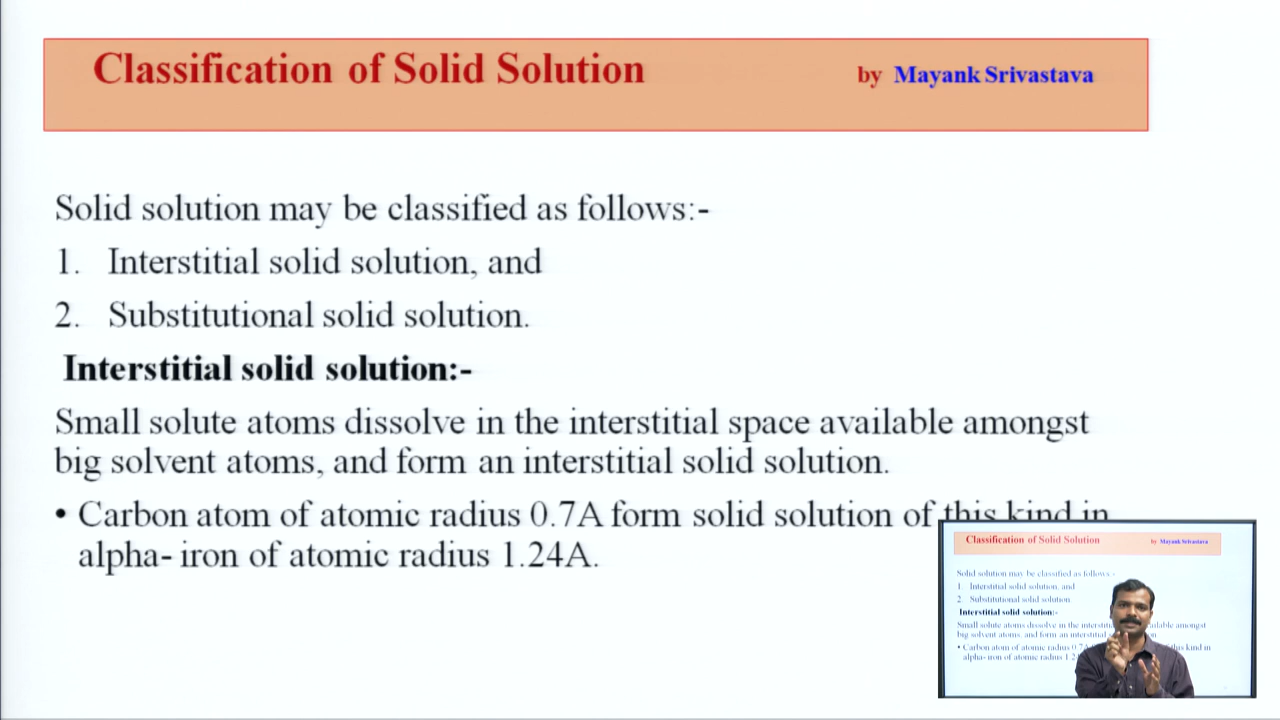 Classification of Solid Solution by Mayank Srivastava
Solid solution may be classified as follows:-
1. Interstitial solid solution, and
2. Substitutional solid solution.
Interstitial solid solution:-
Small solute atoms dissolve in the interstitial space available amongst
big solvent atoms, and form an interstitial solid solution.
• Carbon atom of atomic radius 0.7A form solid solution of this kind in
alpha- iron of atomic radius 1.24A.
Classification of Solid Solution by Mayank Srivastava
Solid solution may be classified as follows:-
1. Interstitial solid solution, and
2. Substitutional solid solution
Interstitial solid solution:-
Small solute atoms dissolve in the amongst
big solvent atoms, and form an interstitial
• Carbon atom of atomic radius this kind in
alpha- iron of atomic radius